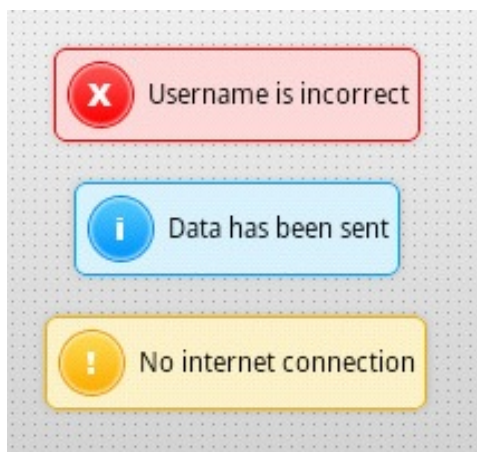 X Username is incorrect
i Data has been sent
! No internet connection